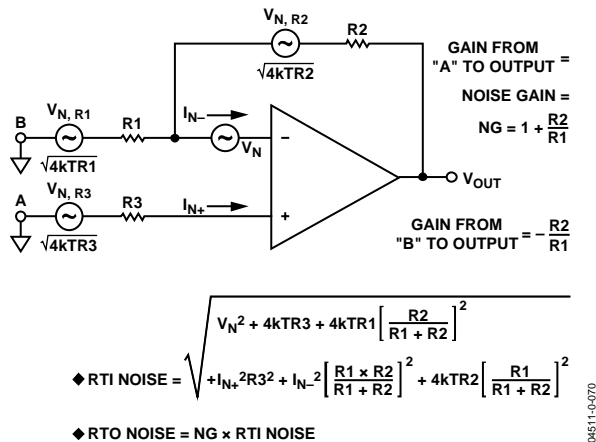 V_N, R2
R2
√4kTR2
GAIN FROM
"A" TO OUTPUT =
NOISE GAIN =
NG = 1 + R2/R1
B
V_N, R1
R1
√4kTR1
I_N–
V_N
–
A
V_N, R3
R3
√4kTR3
I_N+
+
V_OUT
GAIN FROM
"B" TO OUTPUT = – R2/R1
◆ RTI NOISE = √ V_N² + 4kTR3 + 4kTR1 [R2/(R1 + R2)]²
+ I_N+² R3² + I_N–² [(R1 × R2)/(R1 + R2)]² + 4kTR2 [R1/(R1 + R2)]²
◆ RTO NOISE = NG × RTI NOISE
04511-0-070